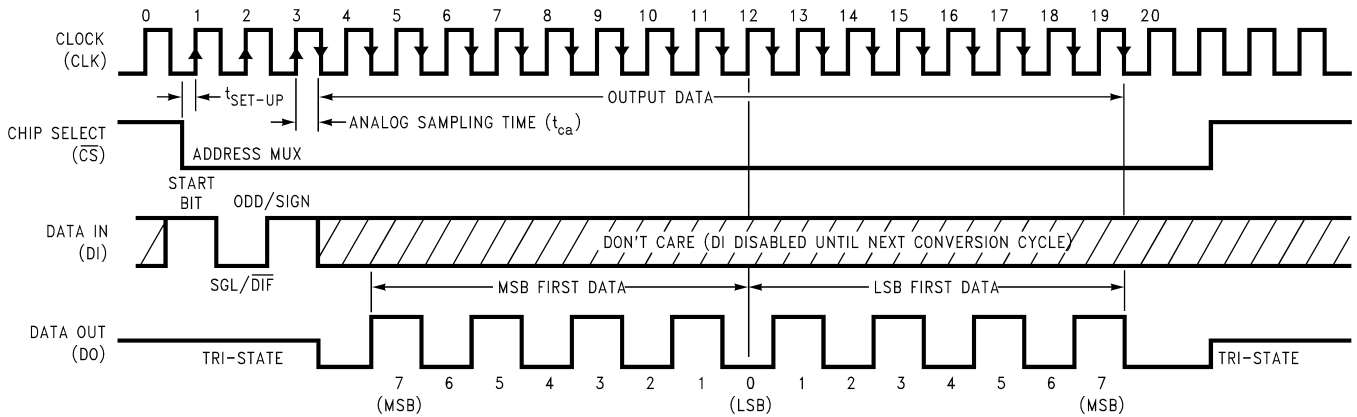 0 1 2 3 4 5 6 7 8 9 10 11 12 13 14 15 16 17 18 19 20
CLOCK
(CLK)
tSET-UP
OUTPUT DATA
ANALOG SAMPLING TIME (tca)
CHIP SELECT
(C̅S̅)
ADDRESS MUX
START
BIT
ODD/SIGN
DATA IN
(DI)
DON'T CARE (DI DISABLED UNTIL NEXT CONVERSION CYCLE)
SGL/D̅I̅F̅
MSB FIRST DATA
LSB FIRST DATA
DATA OUT
(DO)
TRI-STATE
TRI-STATE
7 6 5 4 3 2 1 0 1 2 3 4 5 6 7
(MSB) (LSB) (MSB)